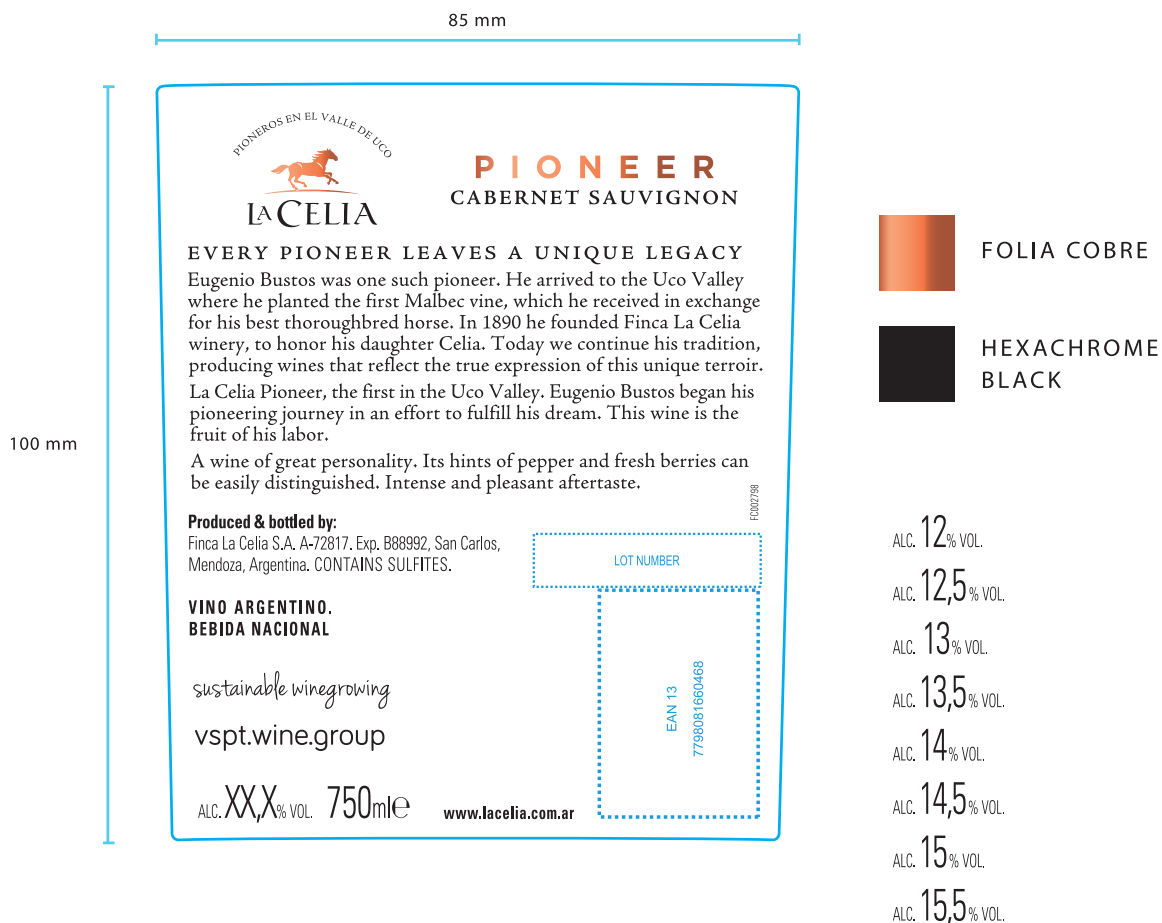 85 mm
100 mm
PIONEROS EN EL VALLE DE UCO
LA CELIA
PIONEER
CABERNET SAUVIGNON
EVERY PIONEER LEAVES A UNIQUE LEGACY
Eugenio Bustos was one such pioneer. He arrived to the Uco Valley
where he planted the first Malbec vine, which he received in exchange
for his best thoroughbred horse. In 1890 he founded Finca La Celia
winery, to honor his daughter Celia. Today we continue his tradition,
producing wines that reflect the true expression of this unique terroir.
La Celia Pioneer, the first in the Uco Valley. Eugenio Bustos began his
pioneering journey in an effort to fulfill his dream. This wine is the
fruit of his labor.
A wine of great personality. Its hints of pepper and fresh berries can
be easily distinguished. Intense and pleasant aftertaste.
FC002798
Produced & bottled by:
Finca La Celia S.A. A-72817. Exp. B88992, San Carlos,
Mendoza, Argentina. CONTAINS SULFITES.
LOT NUMBER
VINO ARGENTINO.
BEBIDA NACIONAL
sustainable winegrowing
vspt.wine.group
EAN 13
7798081660468
ALC. XX,X% VOL. 750ml℮
www.lacelia.com.ar
FOLIA COBRE
HEXACHROME
BLACK
ALC. 12% VOL.
ALC. 12,5% VOL.
ALC. 13% VOL.
ALC. 13,5% VOL.
ALC. 14% VOL.
ALC. 14,5% VOL.
ALC. 15% VOL.
ALC. 15,5% VOL.